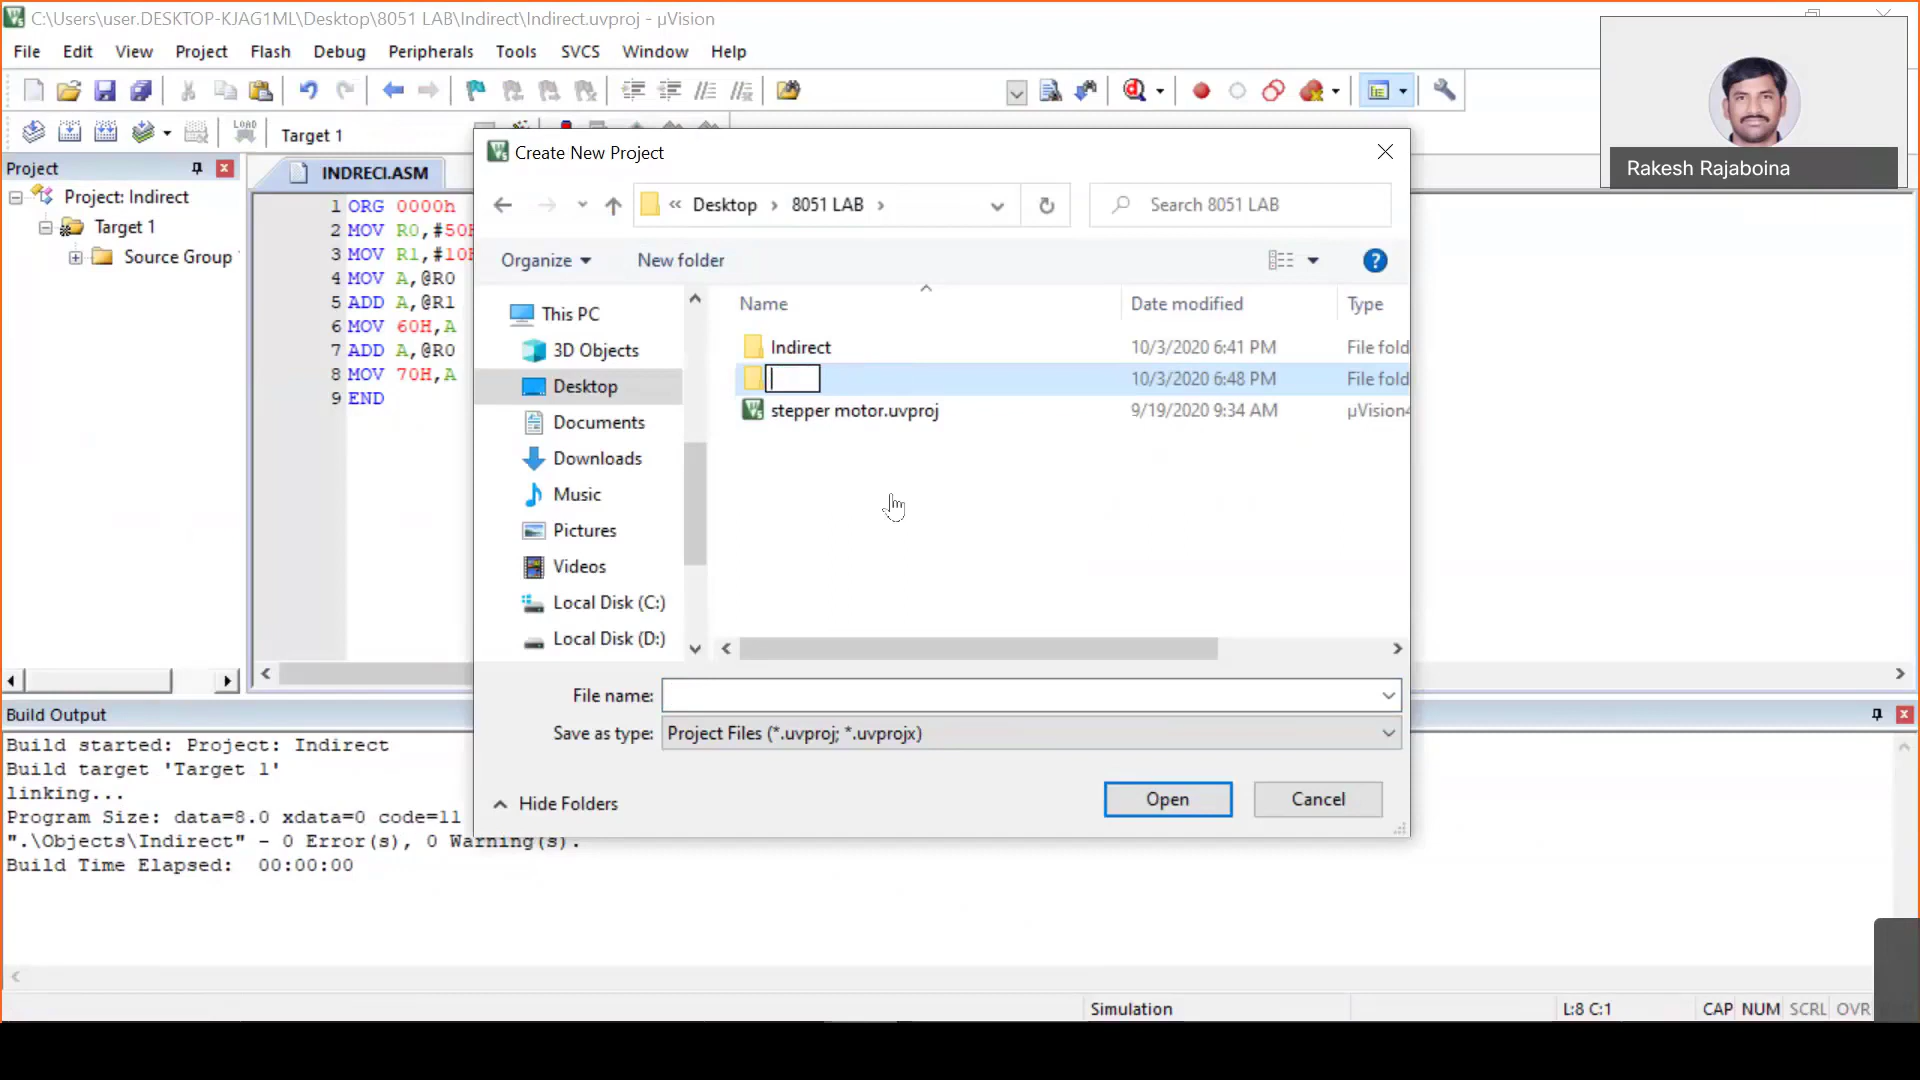 C:\Users\user.DESKTOP-KJAG1ML\Desktop\8051 LAB\Indirect\Indirect.uvproj - µVision
File Edit View Project Flash Debug Peripherals Tools SVCS Window Help
LOAD Target 1
Rakesh Rajaboina
Project
Project: Indirect
Target 1
Source Group
INDRECI.ASM
1 ORG 0000h
2 MOV R0,#50
3 MOV R1,#10
4 MOV A,@R0
5 ADD A,@R1
6 MOV 60H,A
7 ADD A,@R0
8 MOV 70H,A
9 END
Create New Project
« Desktop › 8051 LAB ›
Search 8051 LAB
Organize New folder
This PC
3D Objects
Desktop
Documents
Downloads
Music
Pictures
Videos
Local Disk (C:)
Local Disk (D:)
Name Date modified Type
Indirect 10/3/2020 6:41 PM File fold
10/3/2020 6:48 PM File fold
stepper motor.uvproj 9/19/2020 9:34 AM µVision4
File name:
Save as type: Project Files (*.uvproj; *.uvprojx)
Hide Folders Open Cancel
Build Output
Build started: Project: Indirect
Build target 'Target 1'
linking...
Program Size: data=8.0 xdata=0 code=11
".\Objects\Indirect" - 0 Error(s), 0 Warning(s).
Build Time Elapsed: 00:00:00
Simulation L:8 C:1 CAP NUM SCRL OVR